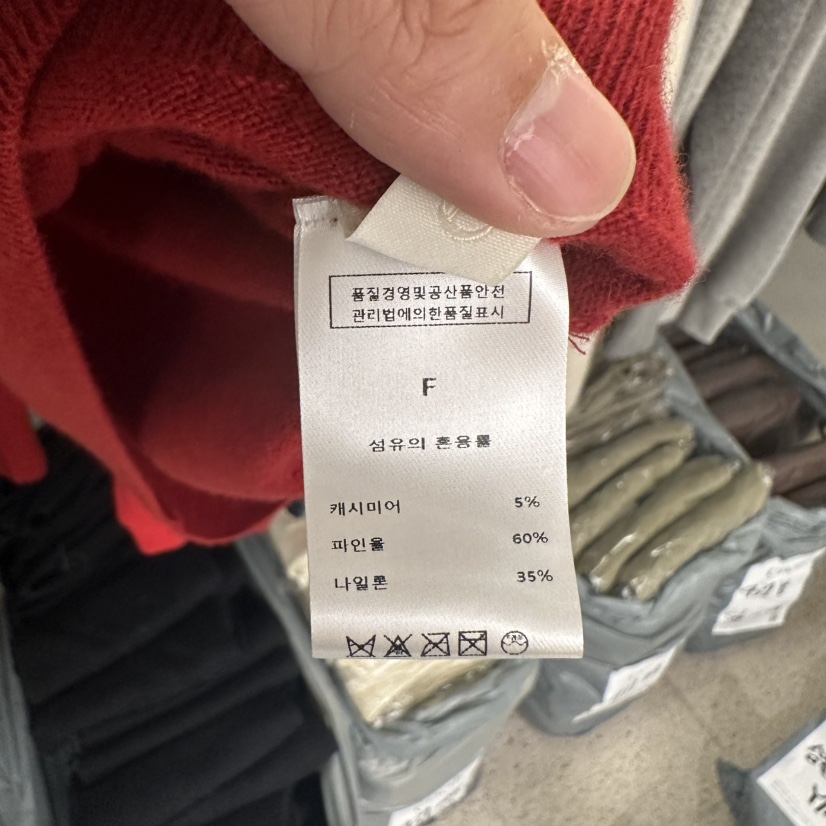 품질경영및공산품안전
관리법에의한품질표시
F
섬유의 혼용률
캐시미어 5%
파인울 60%
나일론 35%